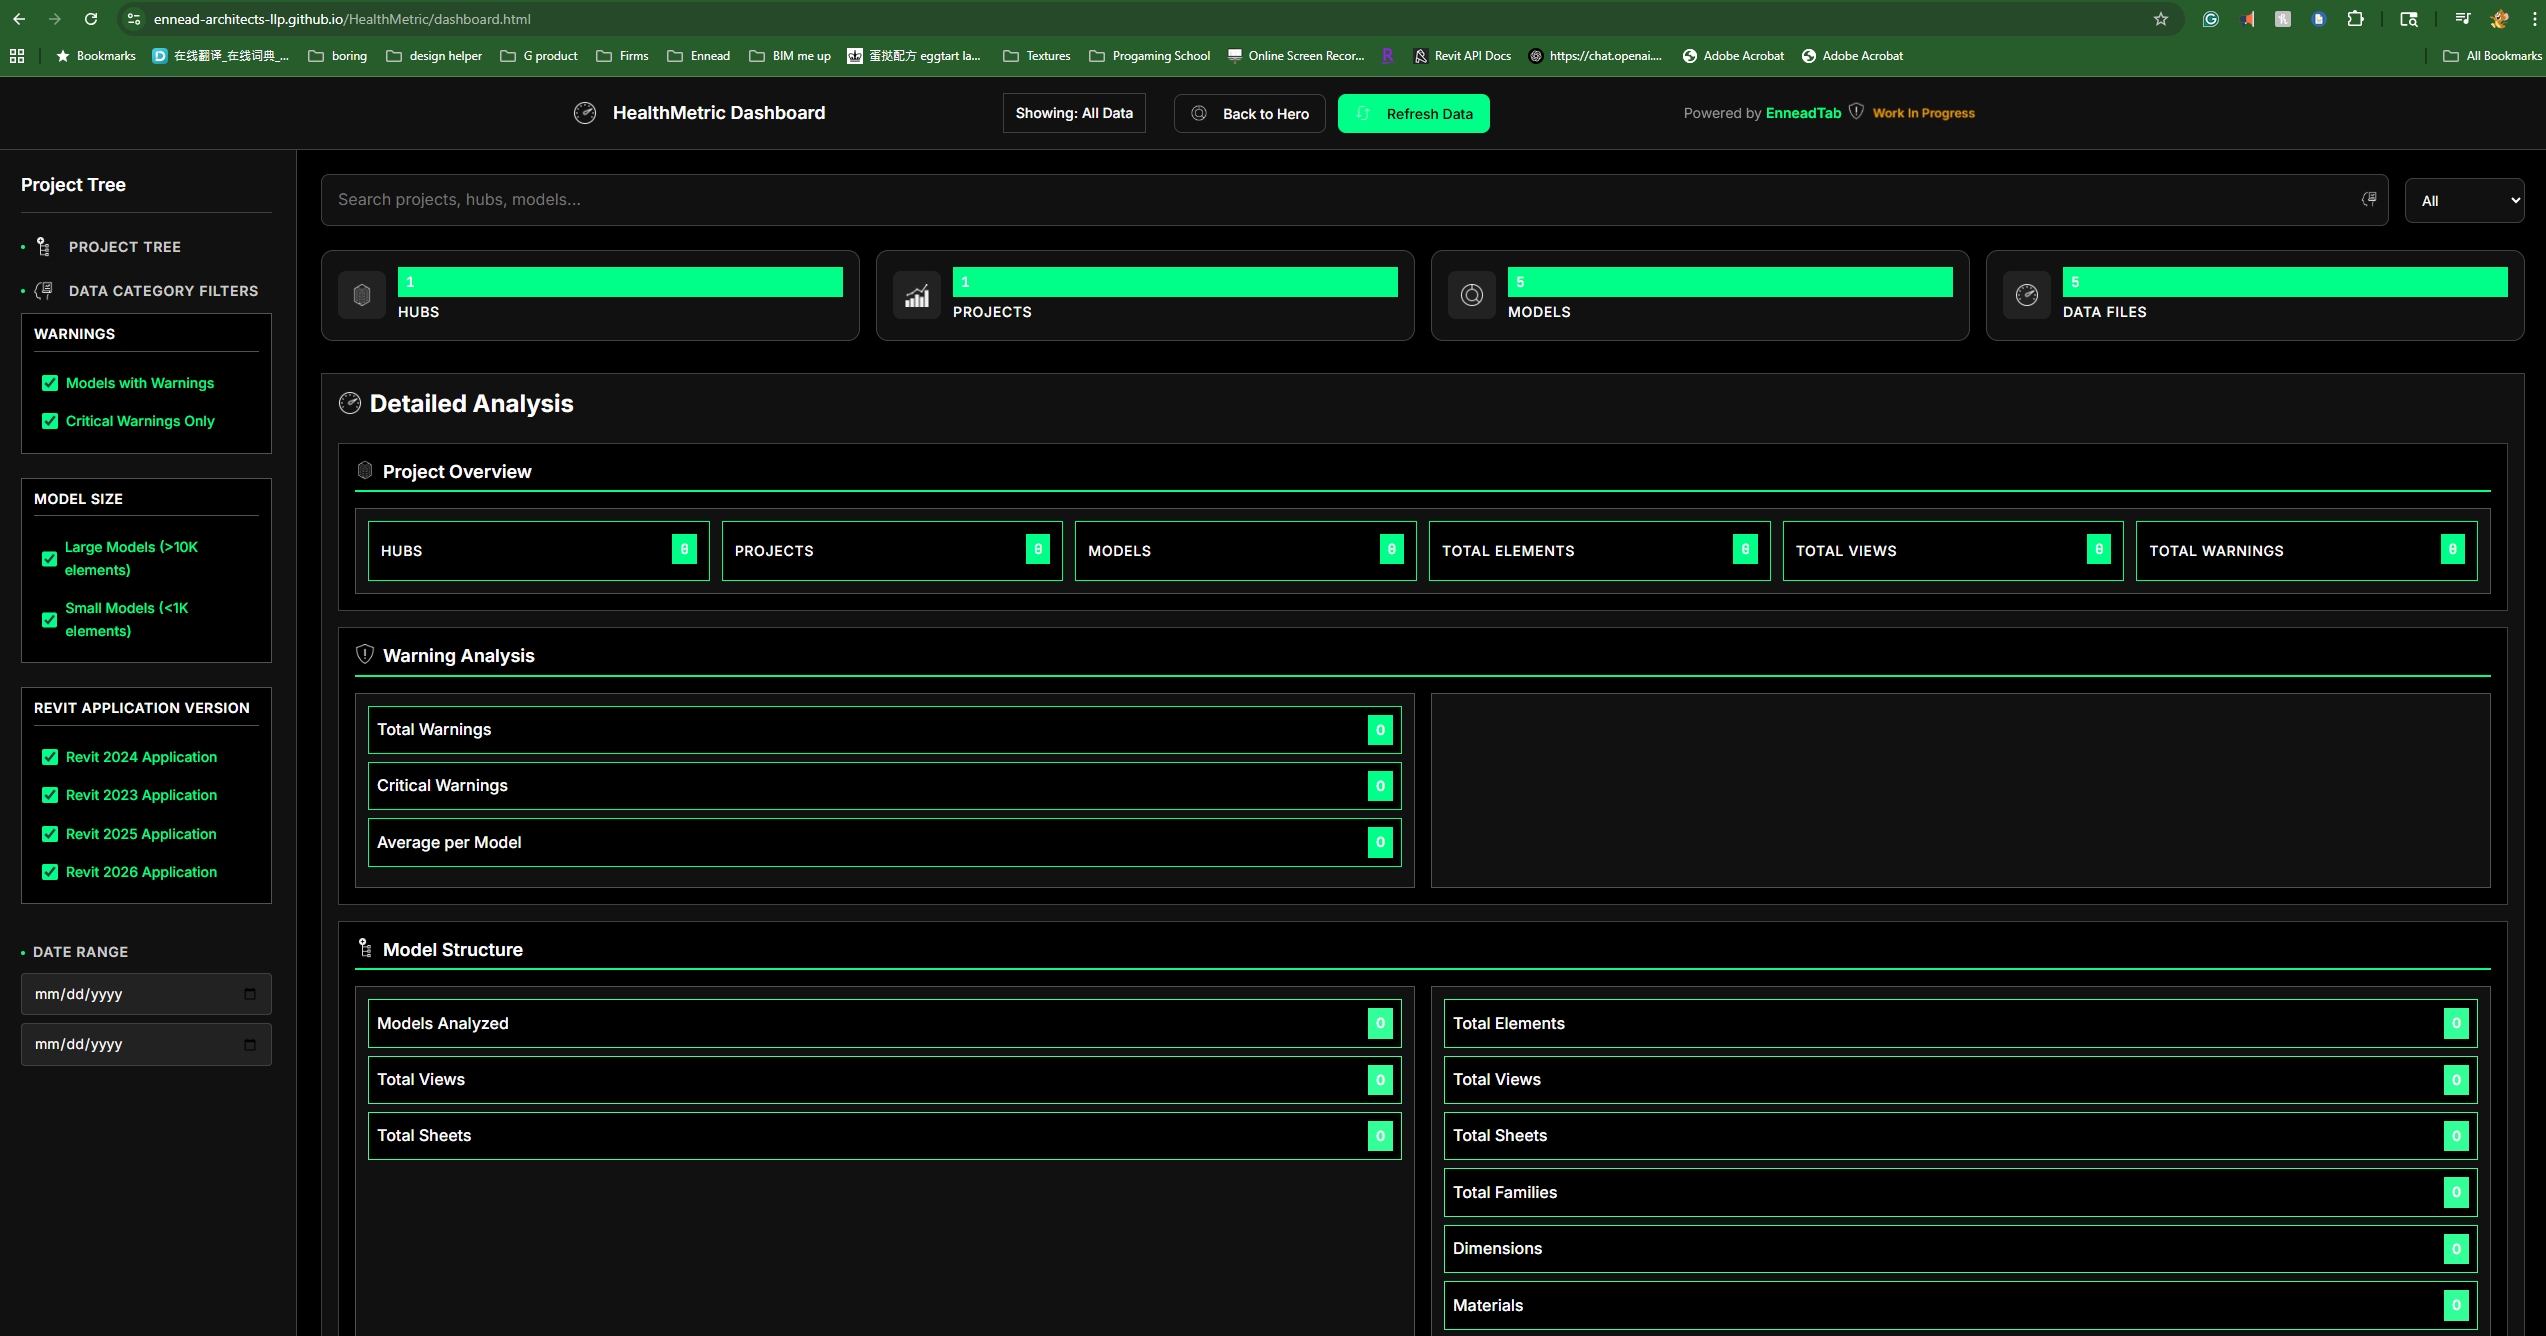 ennead-architects-llp.github.io/HealthMetric/dashboard.html
Bookmarks 在线翻译_在线词典_... boring design helper G product Firms Ennead BIM me up 蛋挞配方 eggtart la... Textures Progaming School Online Screen Recor... Revit API Docs https://chat.openai.... Adobe Acrobat Adobe Acrobat All Bookmarks
HealthMetric Dashboard Showing: All Data Back to Hero Refresh Data Powered by EnneadTab Work In Progress
Project Tree
PROJECT TREE
DATA CATEGORY FILTERS
WARNINGS
Models with Warnings
Critical Warnings Only
MODEL SIZE
Large Models (>10K
elements)
Small Models (<1K
elements)
REVIT APPLICATION VERSION
Revit 2024 Application
Revit 2023 Application
Revit 2025 Application
Revit 2026 Application
DATE RANGE
mm/dd/yyyy
mm/dd/yyyy
Search projects, hubs, models...
All
1
HUBS
1
PROJECTS
5
MODELS
5
DATA FILES
Detailed Analysis
Project Overview
HUBS 0
PROJECTS 0
MODELS 0
TOTAL ELEMENTS 0
TOTAL VIEWS 0
TOTAL WARNINGS 0
Warning Analysis
Total Warnings 0
Critical Warnings 0
Average per Model 0
Model Structure
Models Analyzed 0
Total Views 0
Total Sheets 0
Total Elements 0
Total Views 0
Total Sheets 0
Total Families 0
Dimensions 0
Materials 0